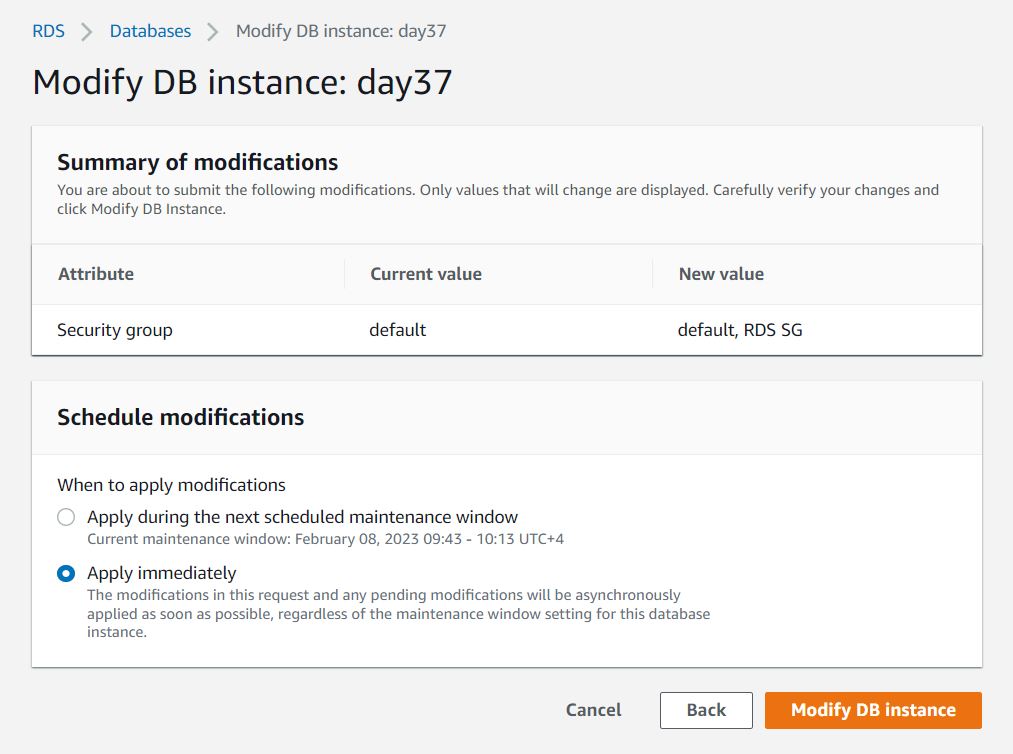 RDS > Databases > Modify DB instance: day37
Modify DB instance: day37
Summary of modifications
You are about to submit the following modifications. Only values that will change are displayed. Carefully verify your changes and
click Modify DB Instance.
Attribute Current value New value
Security group default default, RDS SG
Schedule modifications
When to apply modifications
Apply during the next scheduled maintenance window
Current maintenance window: February 08, 2023 09:43 - 10:13 UTC+4
Apply immediately
The modifications in this request and any pending modifications will be asynchronously
applied as soon as possible, regardless of the maintenance window setting for this database
instance.
Cancel Back Modify DB instance